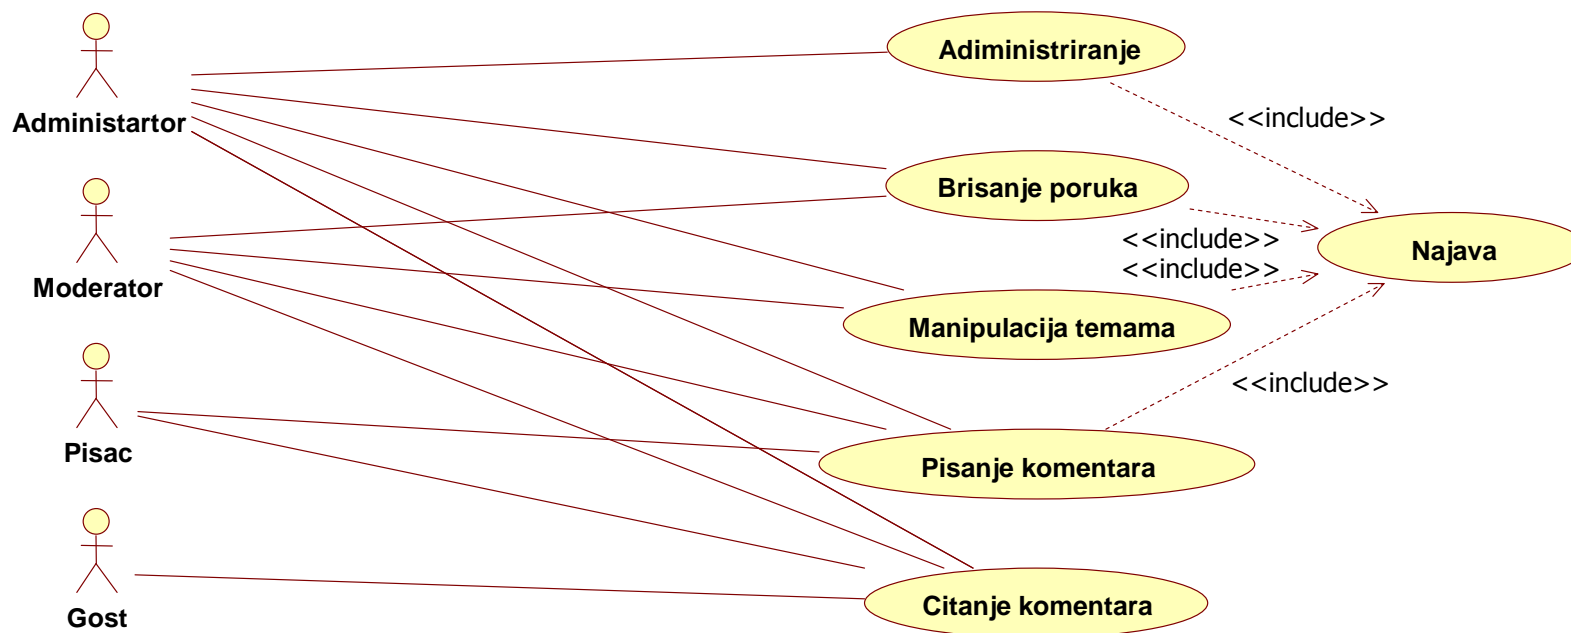 Administartor
Moderator
Pisac
Gost
Adiministriranje
Brisanje poruka
Manipulacija temama
Pisanje komentara
Citanje komentara
<<include>>
<<include>>
<<include>>
<<include>>
Najava